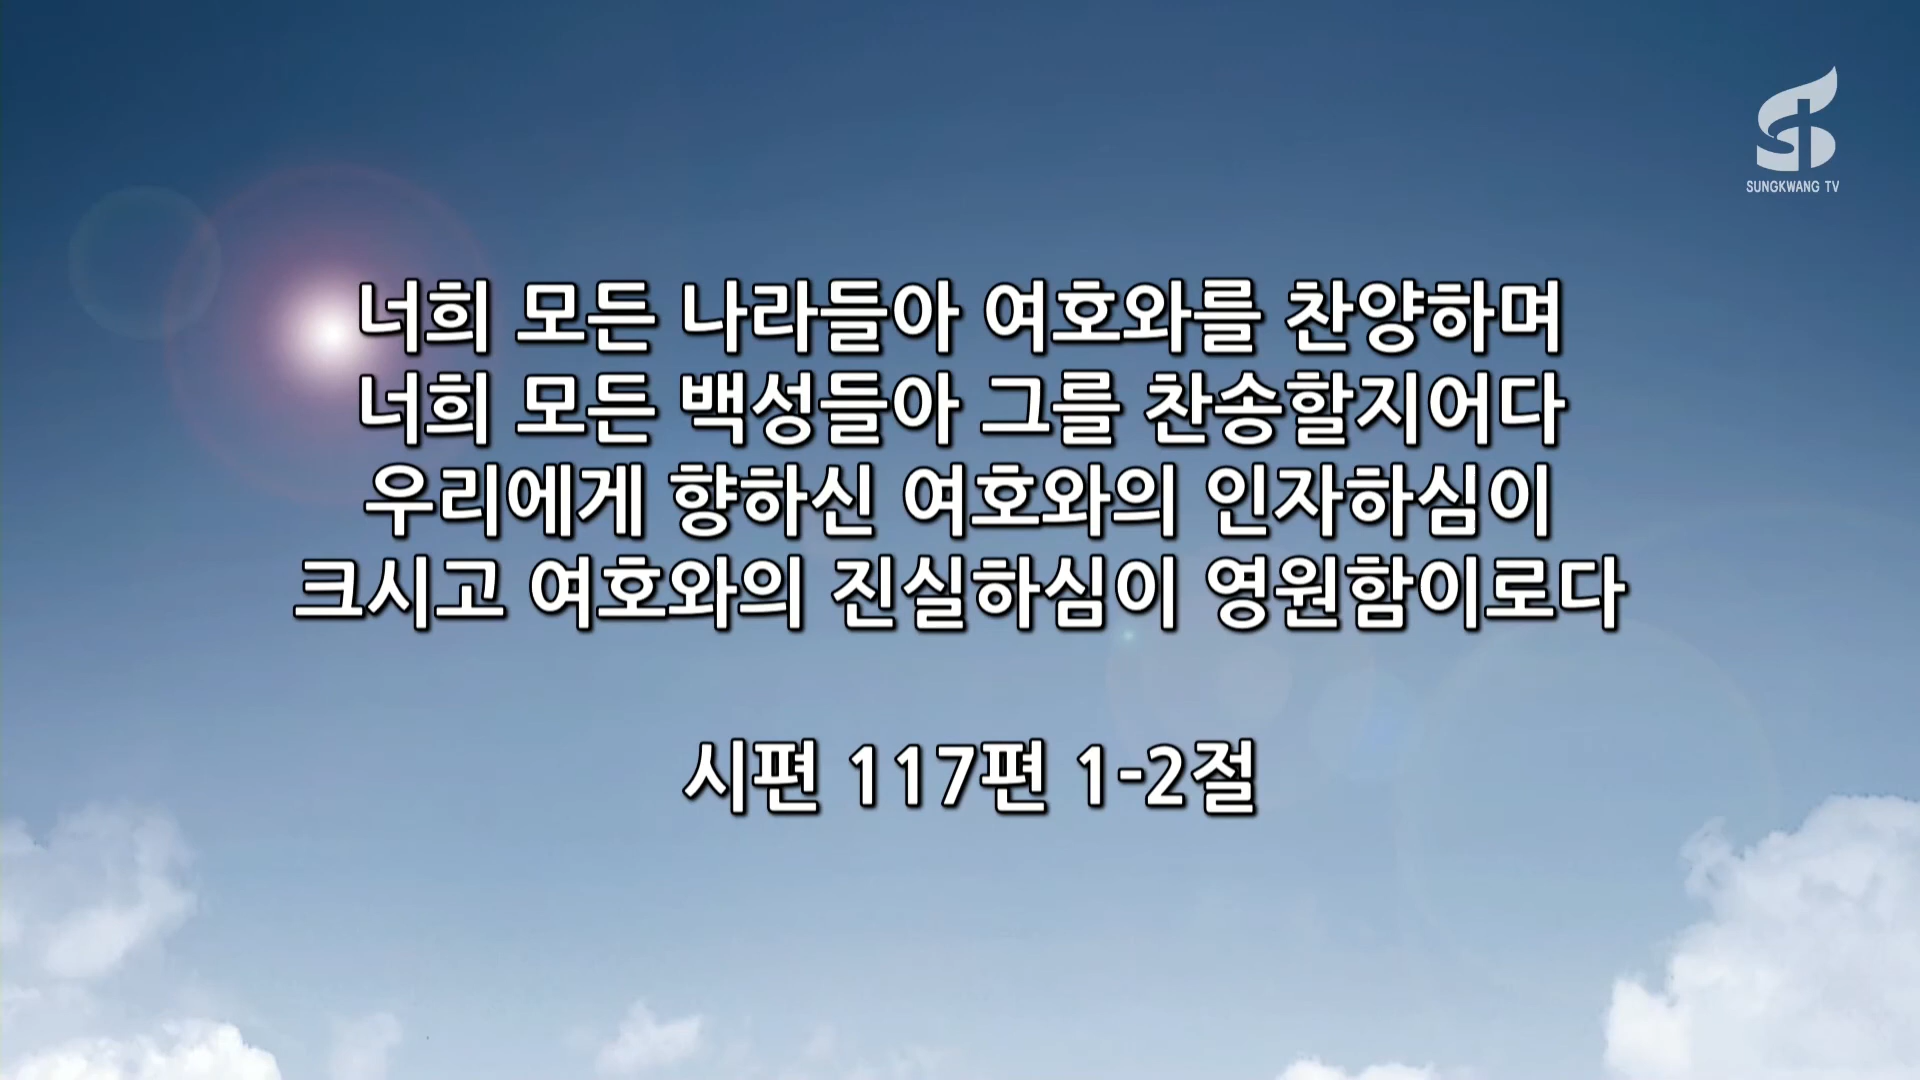 SUNGKWANG TV
너희 모든 나라들아 여호와를 찬양하며
너희 모든 백성들아 그를 찬송할지어다
우리에게 향하신 여호와의 인자하심이
크시고 여호와의 진실하심이 영원함이로다
시편 117편 1-2절